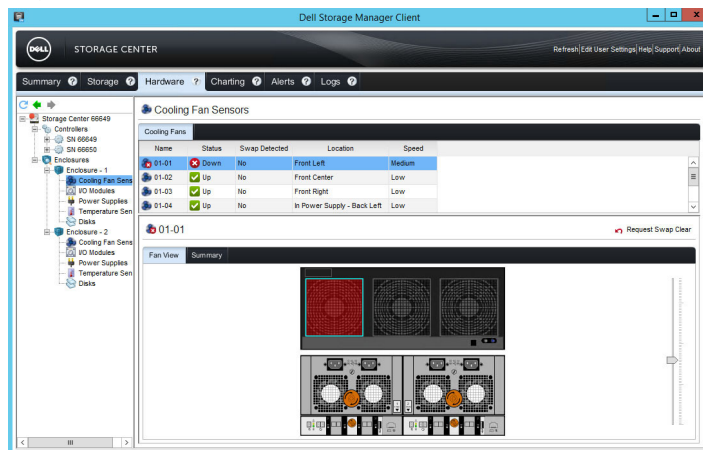 Dell Storage Manager Client
DELL STORAGE CENTER Refresh|Edit User Settings|Help|Support|About
Summary ? Storage ? Hardware ? Charting ? Alerts ? Logs ?
Storage Center 66649
Controllers
SN 66649
SN 66650
Enclosures
Enclosure - 1
Cooling Fan Sens
I/O Modules
Power Supplies
Temperature Sen
Disks
Enclosure - 2
Cooling Fan Sens
I/O Modules
Power Supplies
Temperature Sen
Disks
Cooling Fan Sensors
Cooling Fans
Name Status Swap Detected Location Speed
01-01 Down No Front Left Medium
01-02 Up No Front Center Low
01-03 Up No Front Right Low
01-04 Up No In Power Supply - Back Left Low
01-01 Request Swap Clear
Fan View Summary